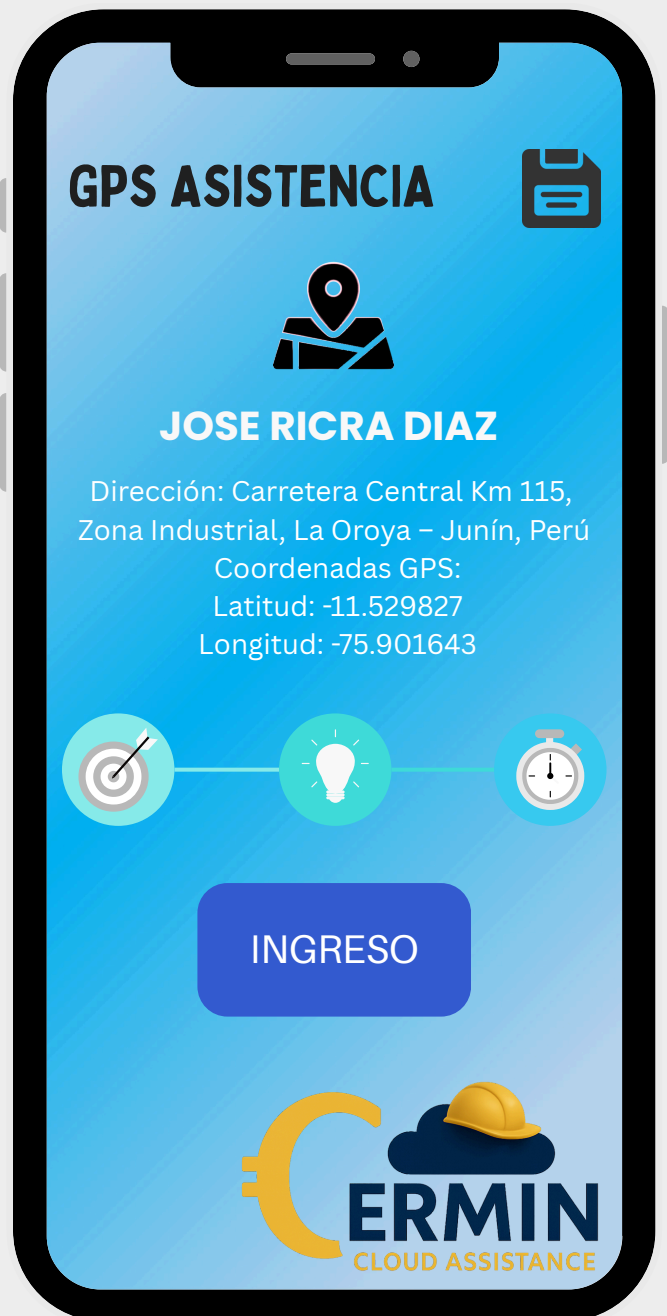 GPS ASISTENCIA
JOSE RICRA DIAZ
Dirección: Carretera Central Km 115,
Zona Industrial, La Oroya – Junín, Perú
Coordenadas GPS:
Latitud: -11.529827
Longitud: -75.901643
INGRESO
CERMIN
CLOUD ASSISTANCE